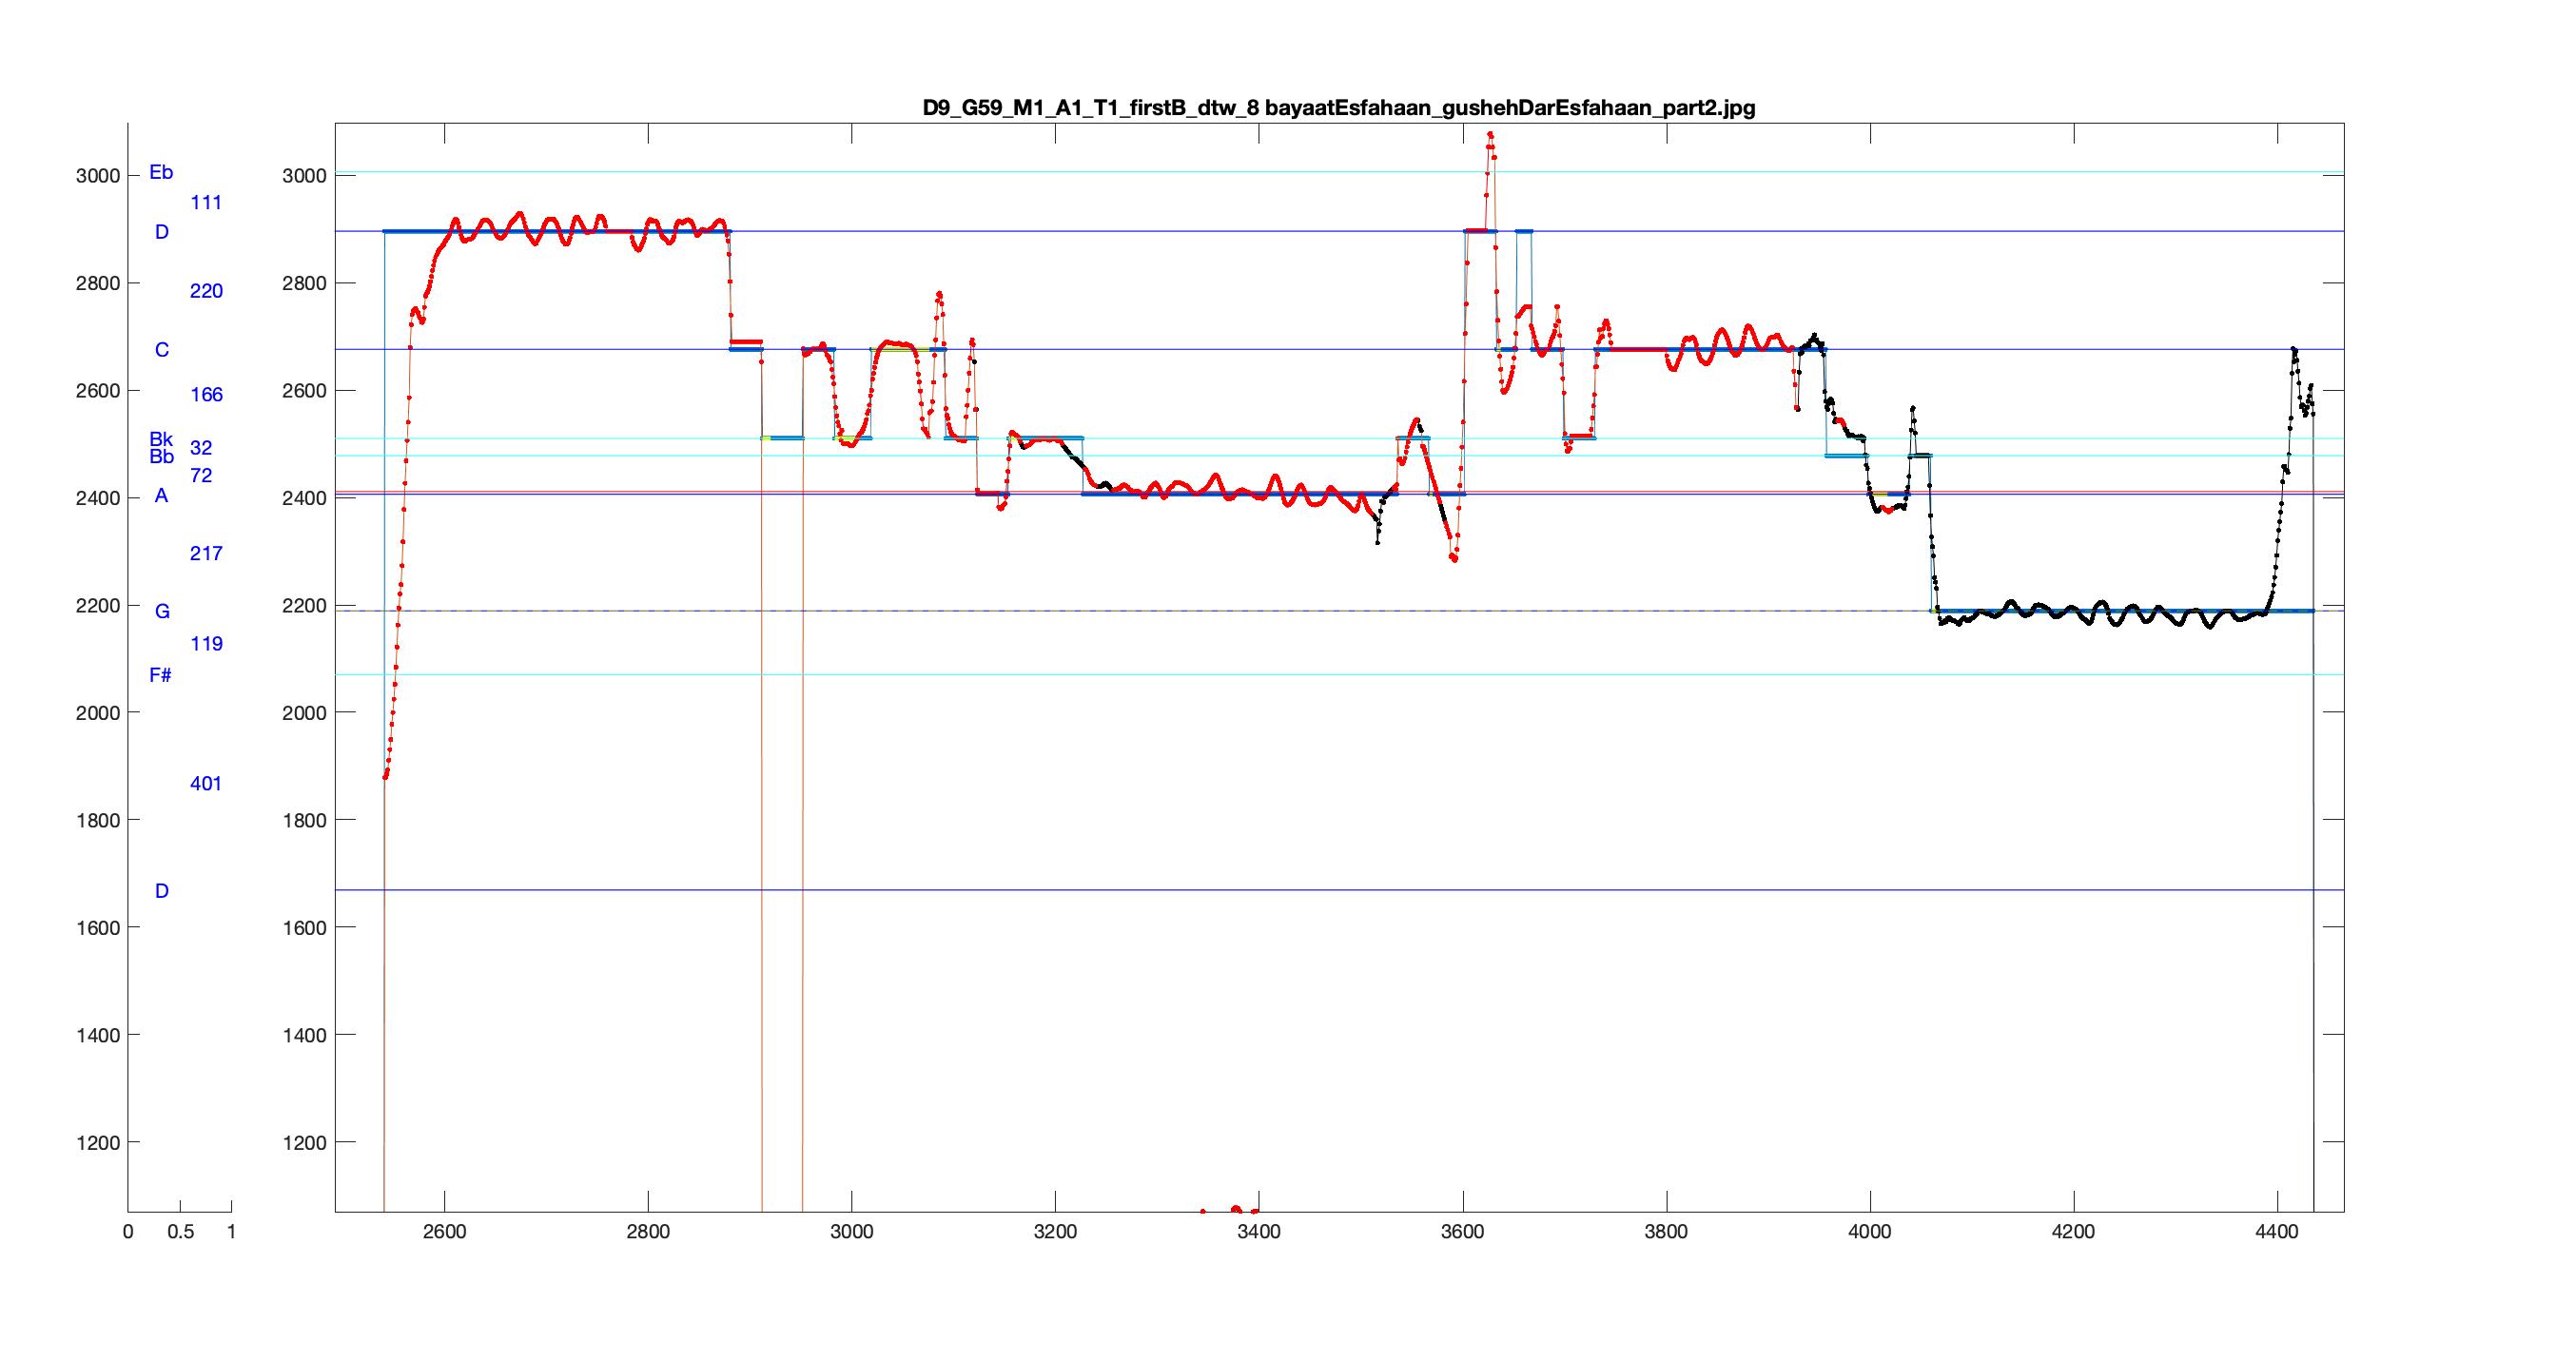 D9_G59_M1_A1_T1_firstB_dtw_8 bayaatEsfahaan_gushehDarEsfahaan_part2.jpg
3000 Eb 3000
111
D
2800 220 2800
C
2600 166 2600
Bk
32
Bb
72
2400 A 2400
217
2200 G 2200
119
F#
2000 2000
401
1800 1800
D
1600 1600
1400 1400
1200 1200
0 0.5 1 2600 2800 3000 3200 3400 3600 3800 4000 4200 4400